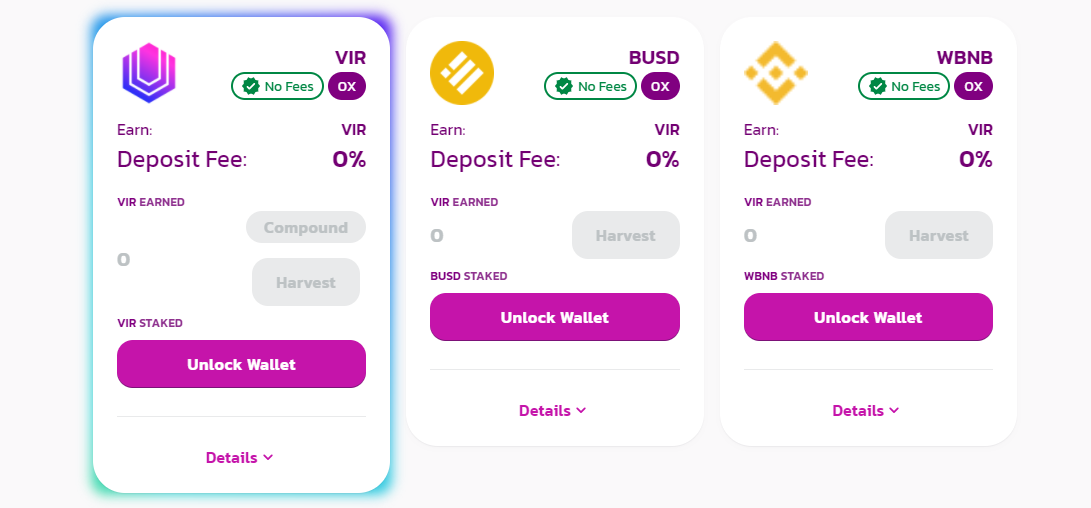 VIR
No Fees 0X
Earn: VIR
Deposit Fee: 0%
VIR EARNED
0
Compound
Harvest
VIR STAKED
Unlock Wallet
Details
BUSD
No Fees 0X
Earn: VIR
Deposit Fee: 0%
VIR EARNED
0 Harvest
BUSD STAKED
Unlock Wallet
Details
WBNB
No Fees 0X
Earn: VIR
Deposit Fee: 0%
VIR EARNED
0 Harvest
WBNB STAKED
Unlock Wallet
Details